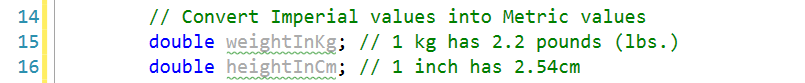 14 // Convert Imperial values into Metric values
15 double weightInKg; // 1 kg has 2.2 pounds (lbs.)
16 double heightInCm; // 1 inch has 2.54cm